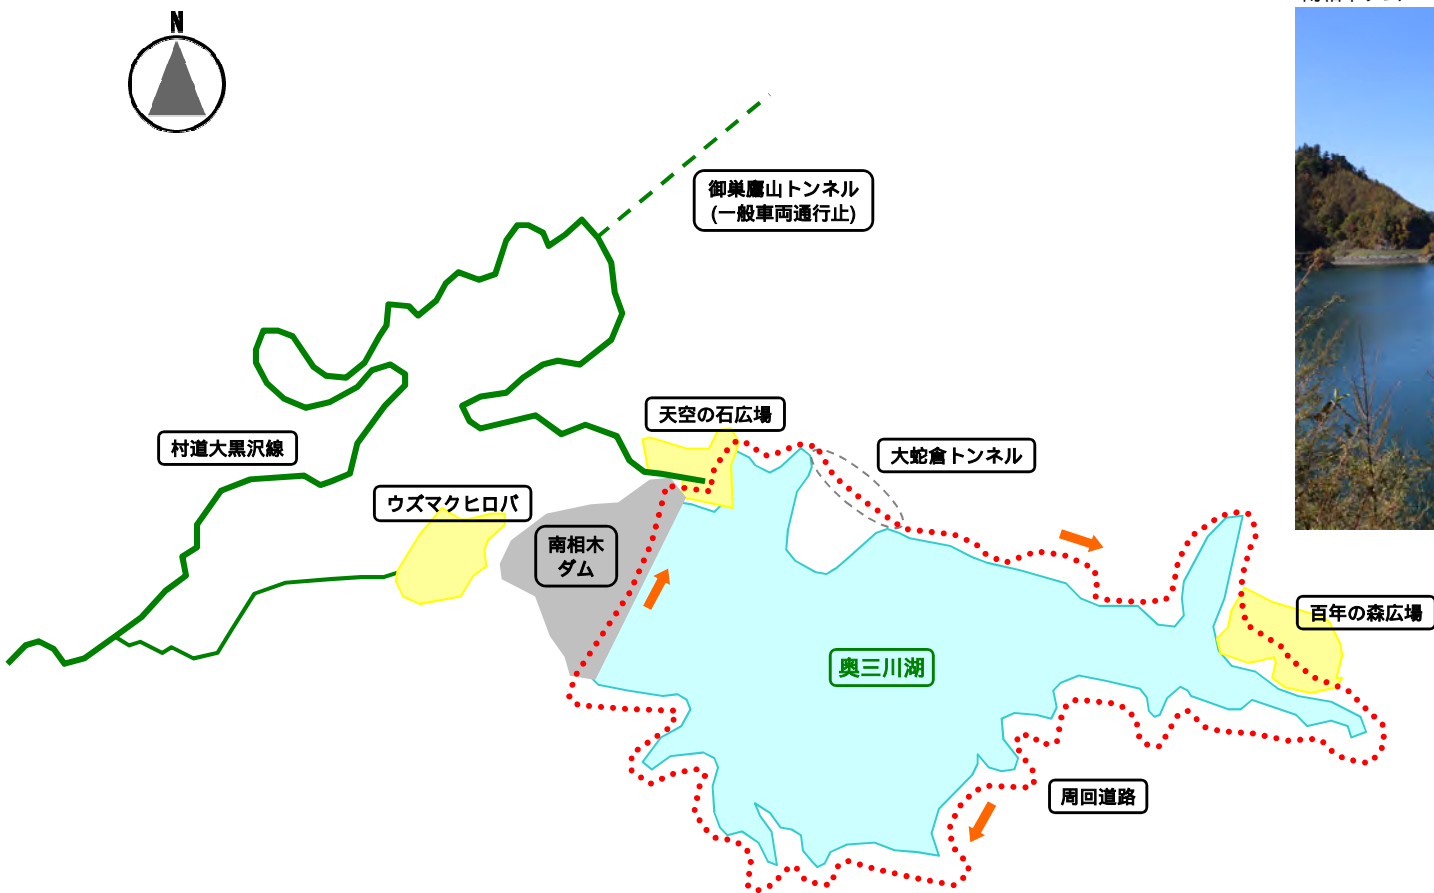 N
御巣鷹山トンネル
(一般車両通行止)
天空の石広場
村道大黒沢線
大蛇倉トンネル
ウズマクヒロバ
南相木
ダム
百年の森広場
奥三川湖
周回道路